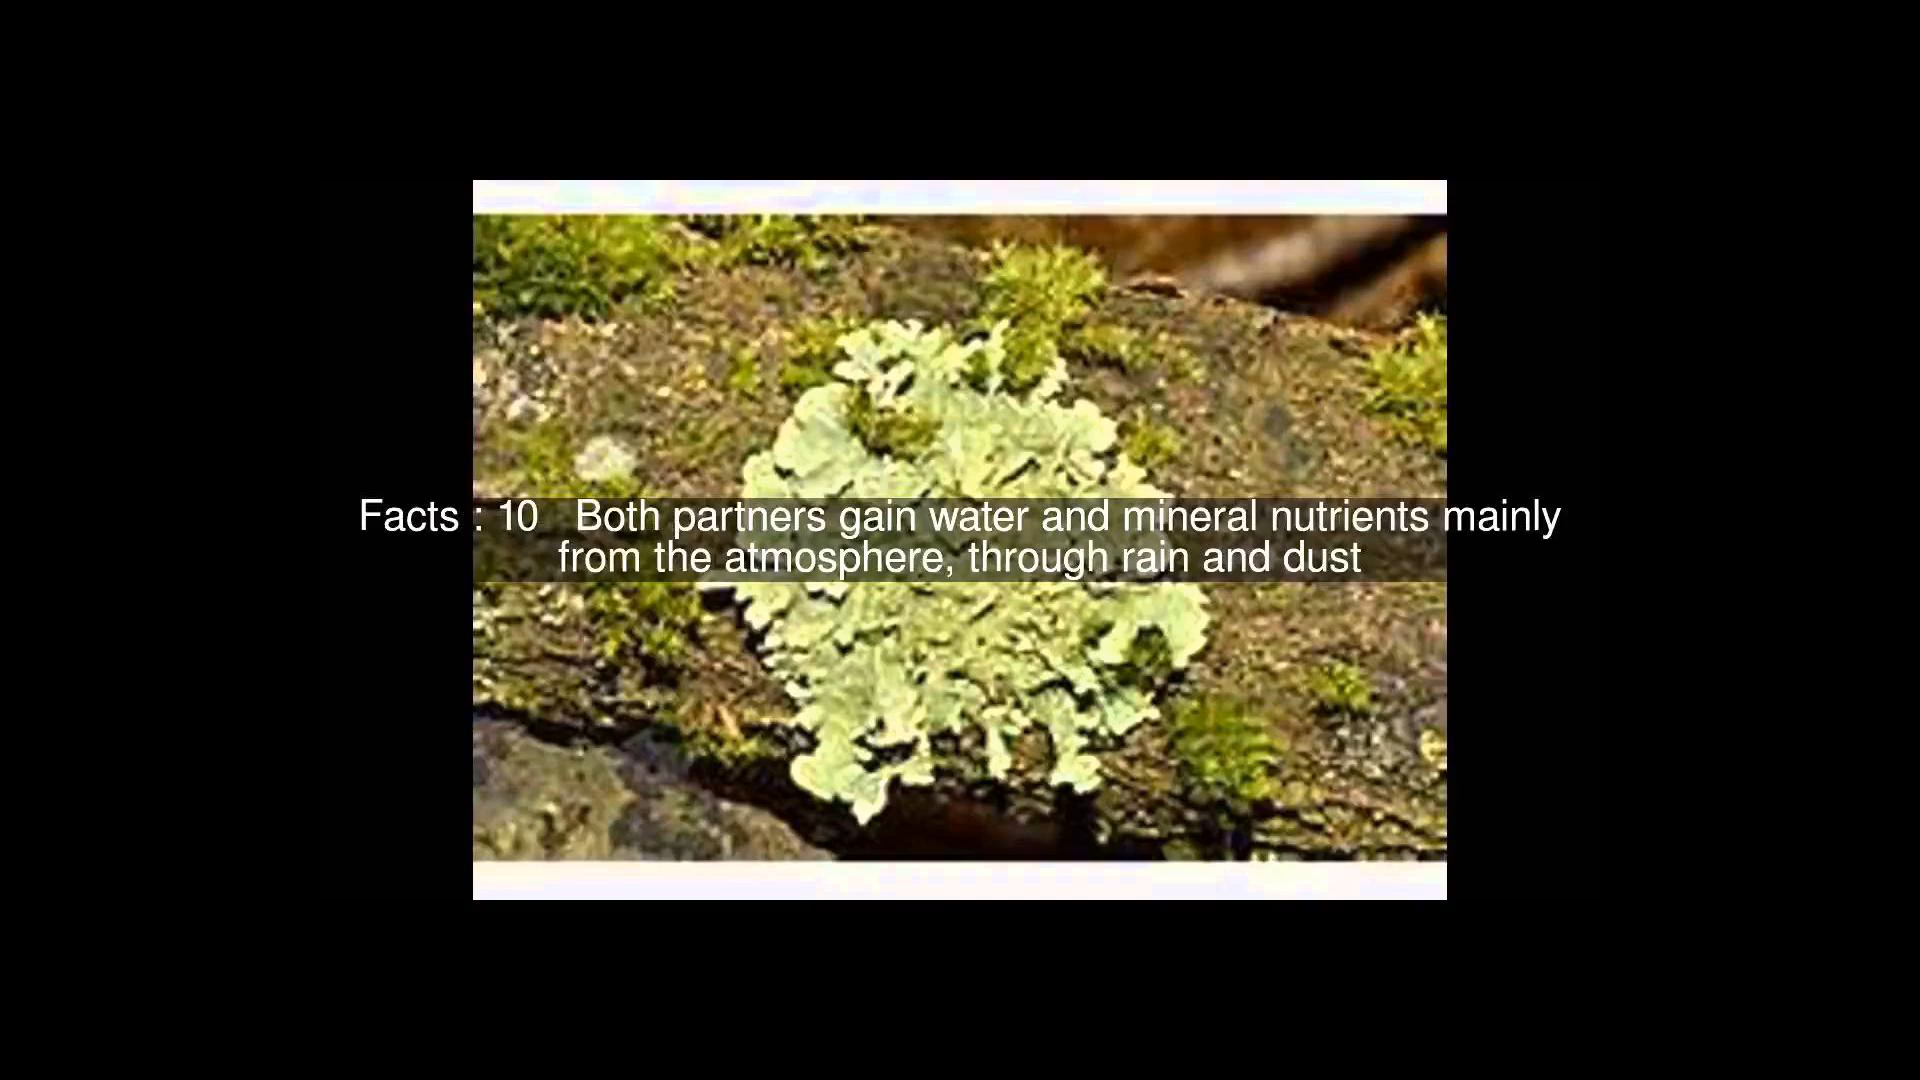 Facts : 10   Both partners gain water and mineral nutrients mainly
from the atmosphere, through rain and dust